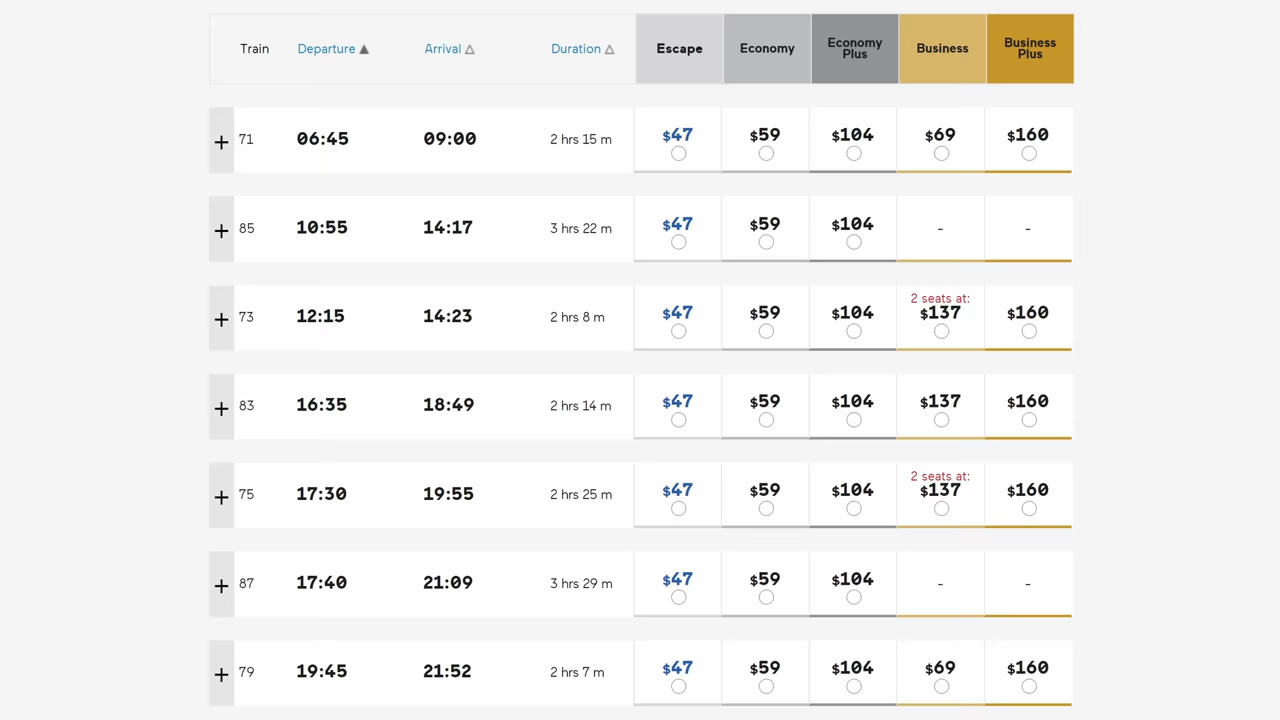 Train Departure ▲ Arrival △ Duration △ Escape Economy Economy Plus Business Business Plus
+ 71 06:45 09:00 2 hrs 15 m $47 $59 $104 $69 $160
+ 85 10:55 14:17 3 hrs 22 m $47 $59 $104 - -
2 seats at:
+ 73 12:15 14:23 2 hrs 8 m $47 $59 $104 $137 $160
+ 83 16:35 18:49 2 hrs 14 m $47 $59 $104 $137 $160
2 seats at:
+ 75 17:30 19:55 2 hrs 25 m $47 $59 $104 $137 $160
+ 87 17:40 21:09 3 hrs 29 m $47 $59 $104 - -
+ 79 19:45 21:52 2 hrs 7 m $47 $59 $104 $69 $160